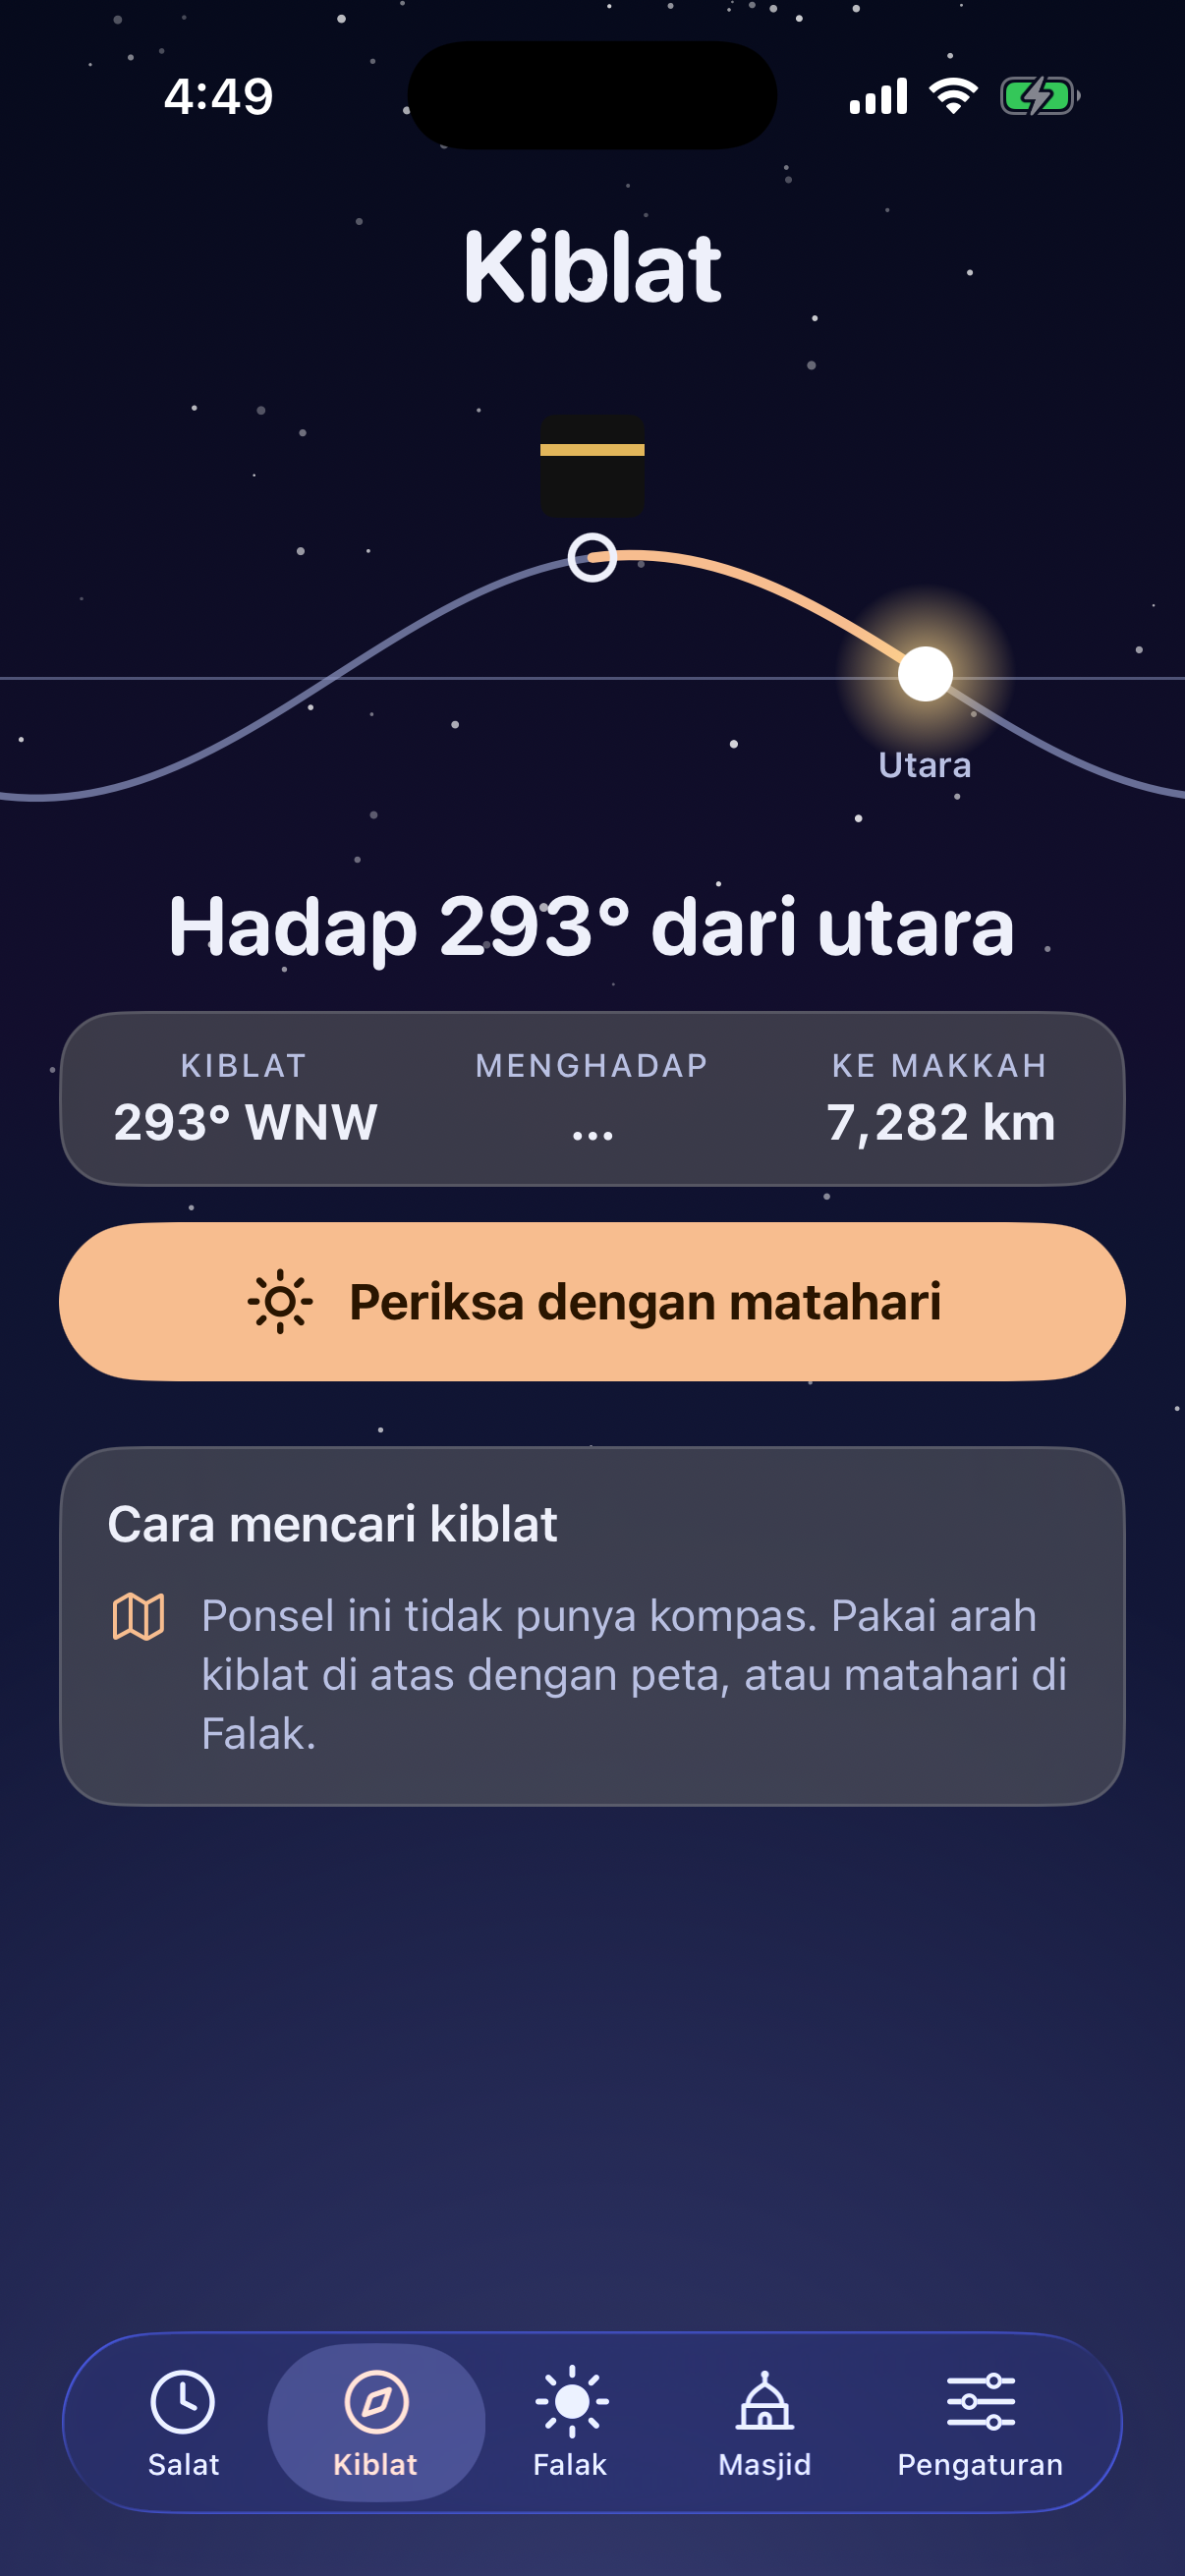 4:49
Kiblat
Utara
Hadap 293° dari utara
KIBLAT
293° WNW
MENGHADAP
...
KE MAKKAH
7,282 km
Periksa dengan matahari
Cara mencari kiblat
Ponsel ini tidak punya kompas. Pakai arah
kiblat di atas dengan peta, atau matahari di
Falak.
Salat
Kiblat
Falak
Masjid
Pengaturan